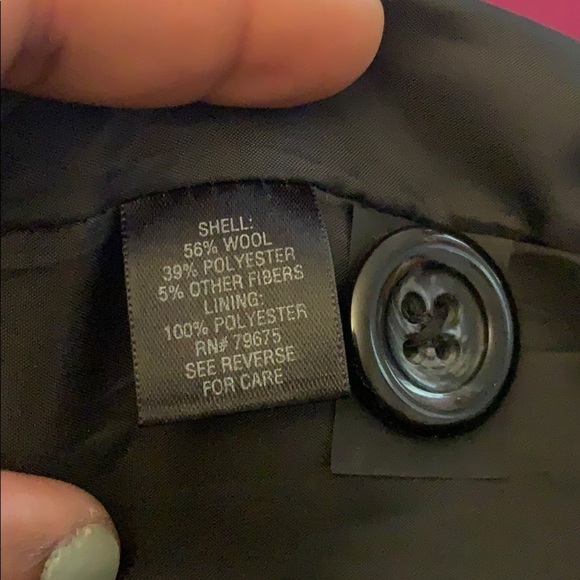 SHELL:
56% WOOL
39% POLYESTER
5% OTHER FIBERS
LINING:
100% POLYESTER
RN# 79675
SEE REVERSE
FOR CARE